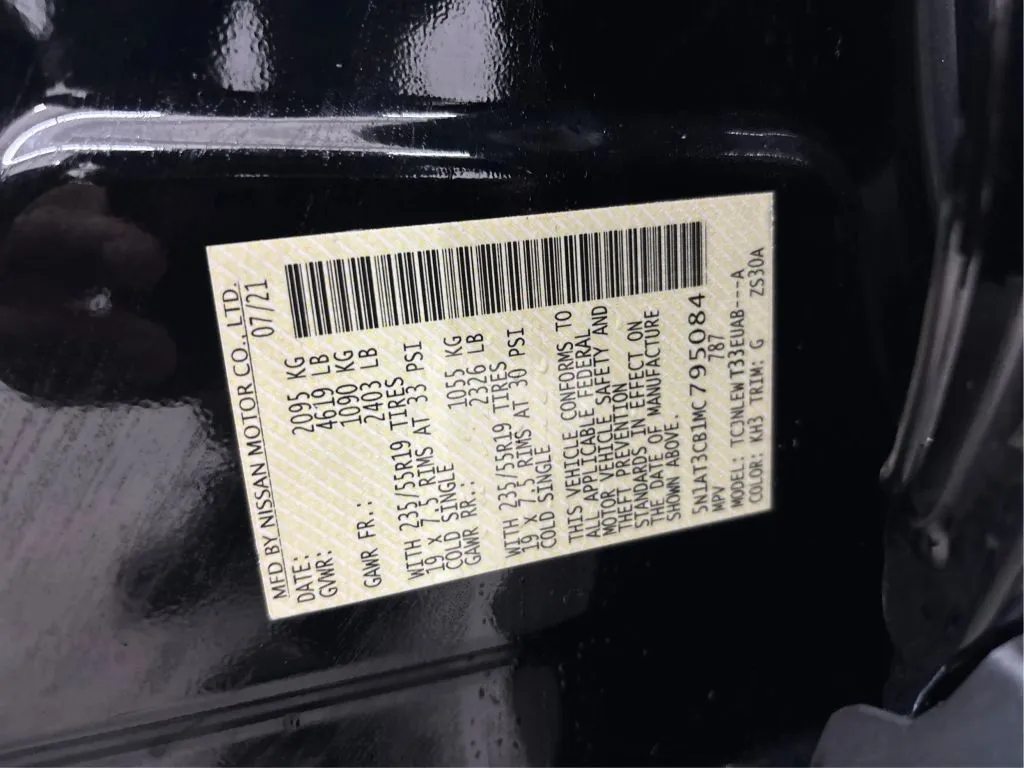 MFD BY NISSAN MOTOR CO., LTD.
DATE: 07/21
GVWR: 2095 KG
4619 LB
GAWR FR.: 1090 KG
2403 LB
WITH 235/55R19 TIRES
19 X 7.5 RIMS AT 33 PSI
COLD SINGLE
GAWR RR.: 1055 KG
2326 LB
WITH 235/55R19 TIRES
19 X 7.5 RIMS AT 30 PSI
COLD SINGLE
THIS VEHICLE CONFORMS TO
ALL APPLICABLE FEDERAL
MOTOR VEHICLE SAFETY AND
THEFT PREVENTION
STANDARDS IN EFFECT ON
THE DATE OF MANUFACTURE
SHOWN ABOVE.
5N1AT3CB1MC795084
MPV 787
MODEL TCJNLEW T33EUAB---A
COLOR: KH3 TRIM: G ZS30A